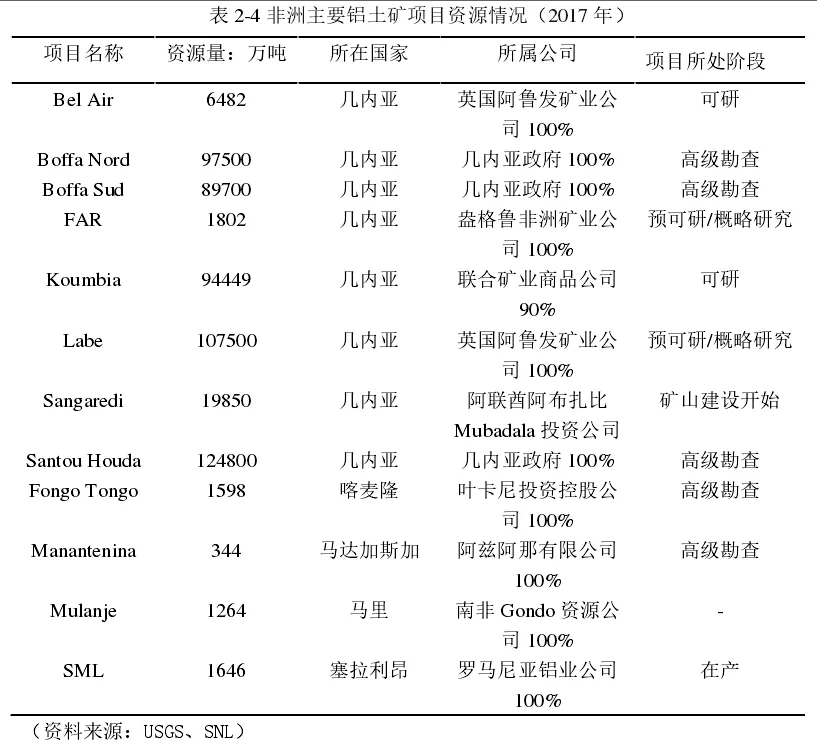 表 2-4 非洲主要铝土矿项目资源情况（2017 年）
项目名称 资源量：万吨 所在国家 所属公司 项目所处阶段
Bel Air 6482 几内亚 英国阿鲁发矿业公 可研
司 100%
Boffa Nord 97500 几内亚 几内亚政府 100% 高级勘查
Boffa Sud 89700 几内亚 几内亚政府 100% 高级勘查
FAR 1802 几内亚 盎格鲁非洲矿业公 预可研/概略研究
司 100%
Koumbia 94449 几内亚 联合矿业商品公司 可研
90%
Labe 107500 几内亚 英国阿鲁发矿业公 预可研/概略研究
司 100%
Sangaredi 19850 几内亚 阿联酋阿布扎比 矿山建设开始
Mubadala 投资公司
Santou Houda 124800 几内亚 几内亚政府 100% 高级勘查
Fongo Tongo 1598 喀麦隆 叶卡尼投资控股公 高级勘查
司 100%
Manantenina 344 马达加斯加 阿兹阿那有限公司 高级勘查
100%
Mulanje 1264 马里 南非 Gondo 资源公 -
司 100%
SML 1646 塞拉利昂 罗马尼亚铝业公司 在产
100%
（资料来源：USGS、SNL）